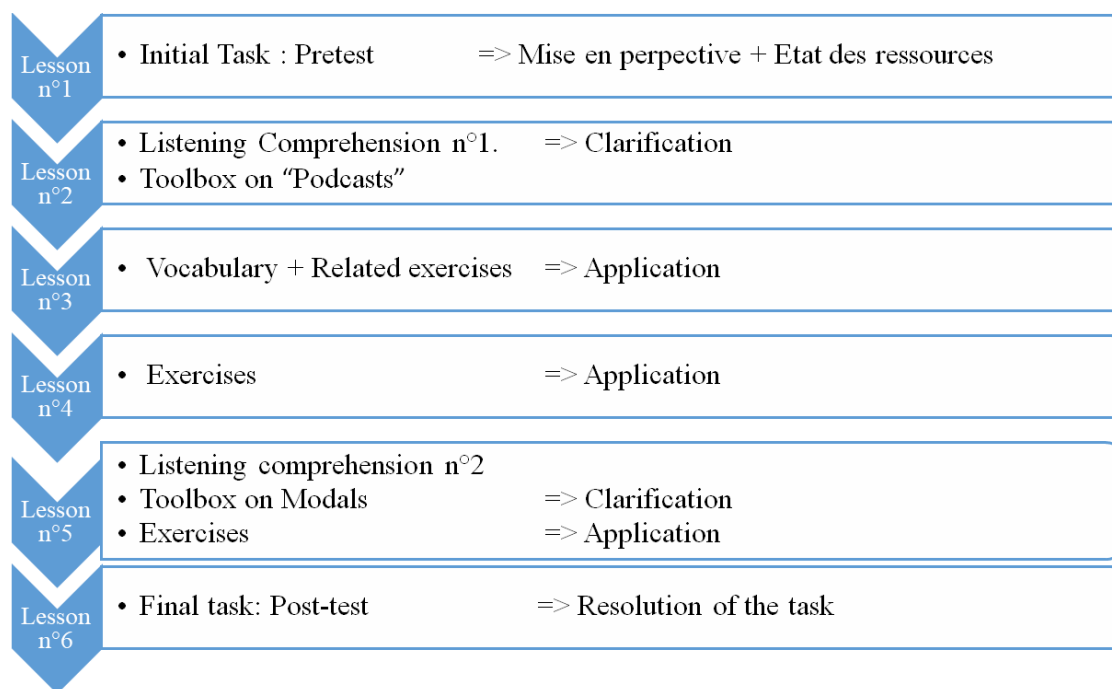 Lesson n°1
• Initial Task : Pretest => Mise en perpective + Etat des ressources
Lesson n°2
• Listening Comprehension n°1. => Clarification
• Toolbox on “Podcasts”
Lesson n°3
• Vocabulary + Related exercises => Application
Lesson n°4
• Exercises => Application
Lesson n°5
• Listening comprehension n°2
• Toolbox on Modals => Clarification
• Exercises => Application
Lesson n°6
• Final task: Post-test => Resolution of the task